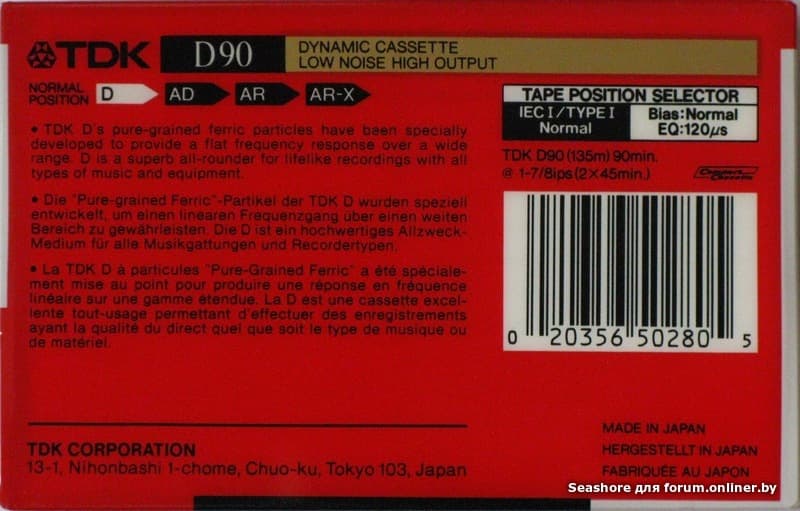 TDK D90 DYNAMIC CASSETTE
LOW NOISE HIGH OUTPUT
NORMAL
POSITION D AD AR AR-X
• TDK D's pure-grained ferric particles have been specially
developed to provide a flat frequency response over a wide
range. D is a superb all-rounder for lifelike recordings with all
types of music and equipment.
• Die "Pure-grained Ferric"-Partikel der TDK D wurden speziell
entwickelt, um einen linearen Frequenzgang über einen weiten
Bereich zu gewährleisten. Die D ist ein hochwertiges Allzweck-
Medium für alle Musikgattungen und Recordertypen.
• La TDK D à particules "Pure-Grained Ferric" a été spéciale-
ment mise au point pour produire une réponse en fréquence
linéaire sur une gamme étendue. La D est une cassette excel-
lente tout-usage permettant d'effectuer des enregistrements
ayant la qualité du direct quel que soit le type de musique ou
de matériel.
TAPE POSITION SELECTOR
IEC I/TYPE I
Normal
Bias:Normal
EQ:120µs
TDK D90 (135m) 90min.
@ 1-7/8ips (2×45min.)
Compact
Cassette
0 20356 50280 5
TDK CORPORATION
13-1, Nihonbashi 1-chome, Chuo-ku, Tokyo 103, Japan
MADE IN JAPAN
HERGESTELLT IN JAPAN
FABRIQUÉE AU JAPON
Seashore для forum.onliner.by